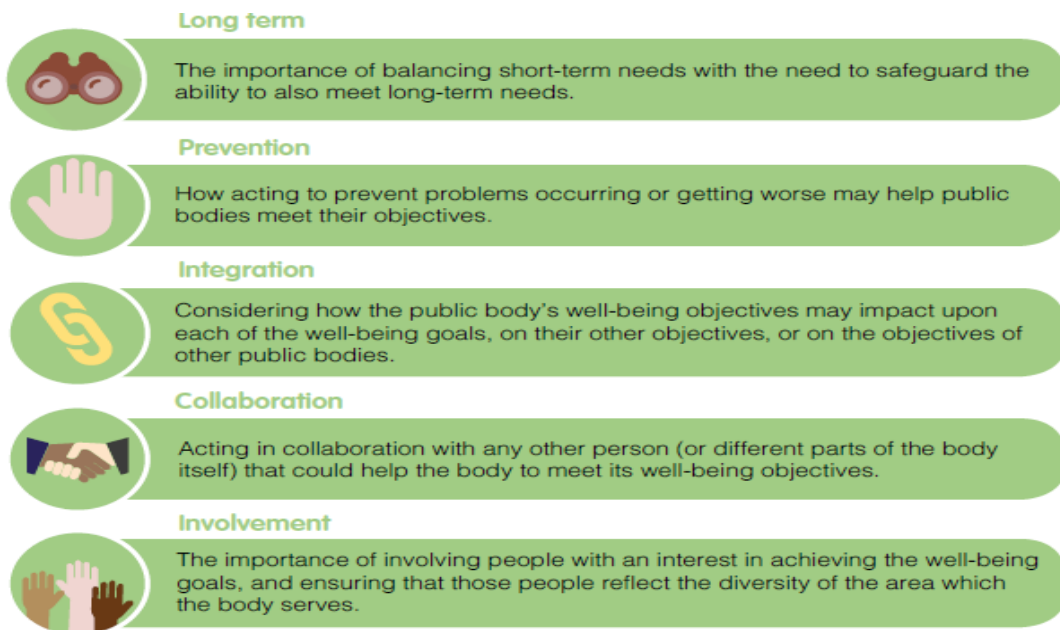 Long term
The importance of balancing short-term needs with the need to safeguard the
ability to also meet long-term needs.
Prevention
How acting to prevent problems occurring or getting worse may help public
bodies meet their objectives.
Integration
Considering how the public body's well-being objectives may impact upon
each of the well-being goals, on their other objectives, or on the objectives of
other public bodies.
Collaboration
Acting in collaboration with any other person (or different parts of the body
itself) that could help the body to meet its well-being objectives.
Involvement
The importance of involving people with an interest in achieving the well-being
goals, and ensuring that those people reflect the diversity of the area which
the body serves.